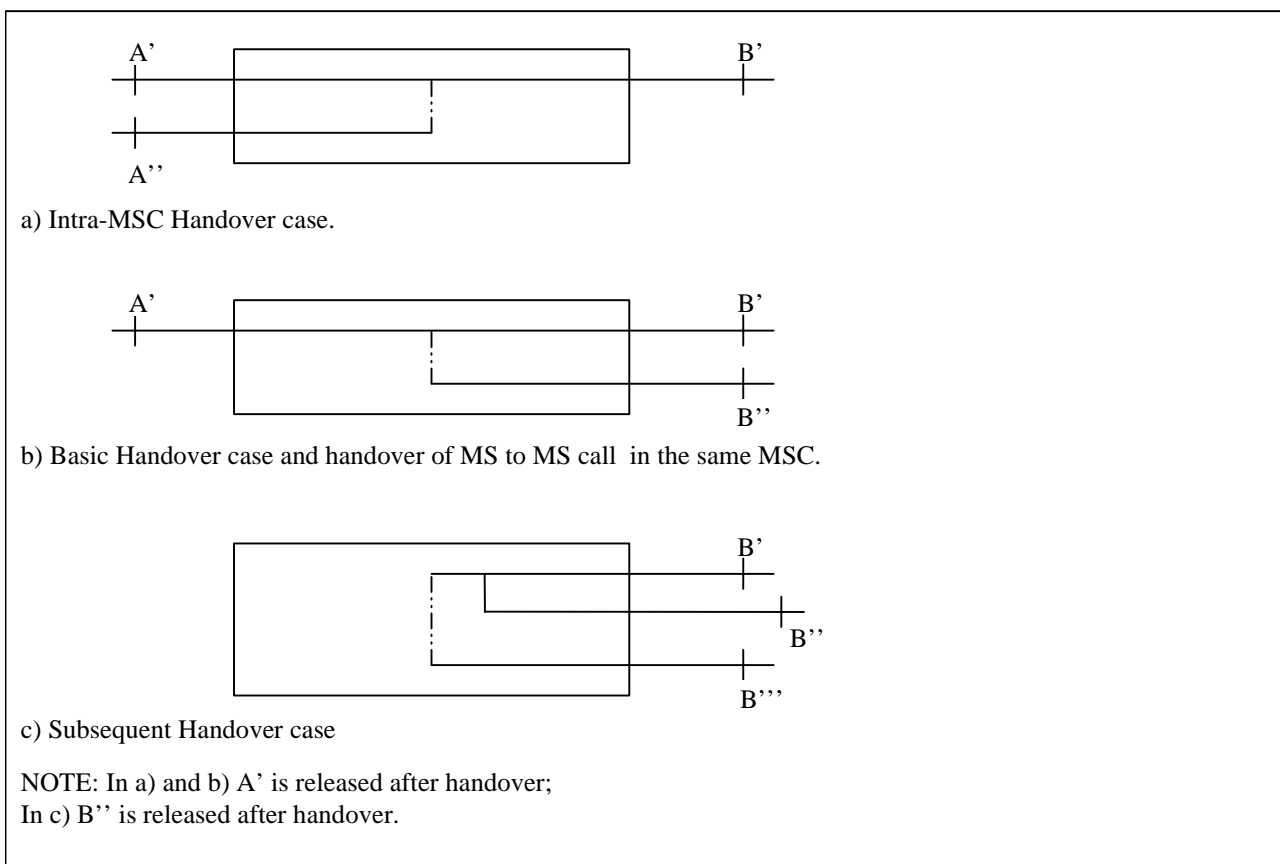 A’ B’
A’’
a) Intra-MSC Handover case.
A’ B’
B’’
b) Basic Handover case and handover of MS to MS call in the same MSC.
B’
B’’
B’’’
c) Subsequent Handover case
NOTE: In a) and b) A’ is released after handover;
In c) B’’ is released after handover.